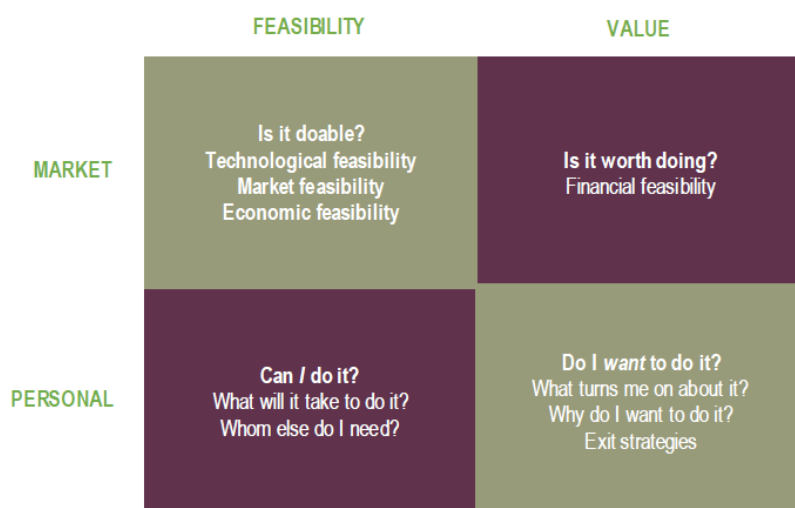 FEASIBILITY
VALUE
MARKET
Is it doable?
Technological feasibility
Market feasibility
Economic feasibility
Is it worth doing?
Financial feasibility
PERSONAL
Can I do it?
What will it take to do it?
Whom else do I need?
Do I want to do it?
What turns me on about it?
Why do I want to do it?
Exit strategies